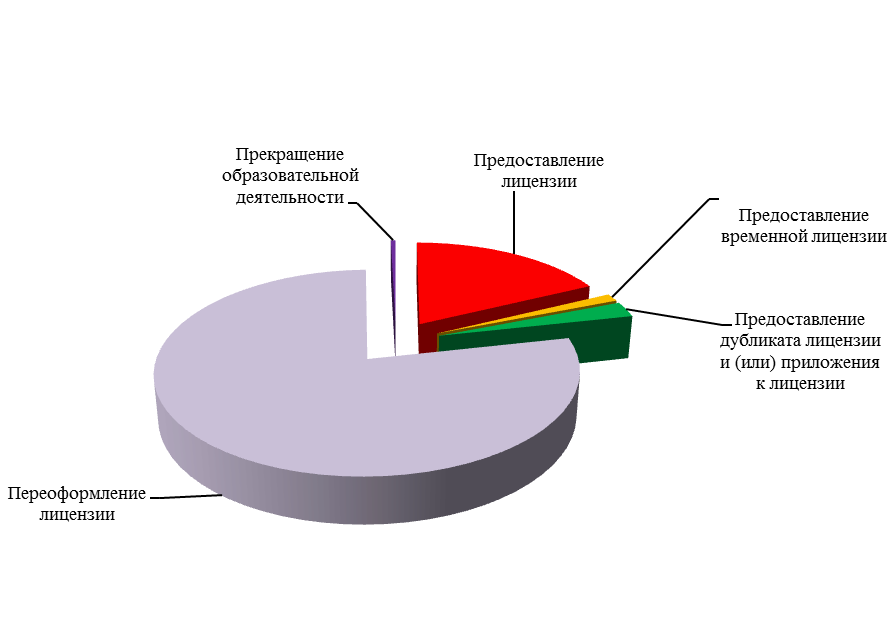 Прекращение
образовательной
деятельности
Предоставление
лицензии
Предоставление
временной лицензии
Предоставление
дубликата лицензии
и (или) приложения
к лицензии
Переоформление
лицензии